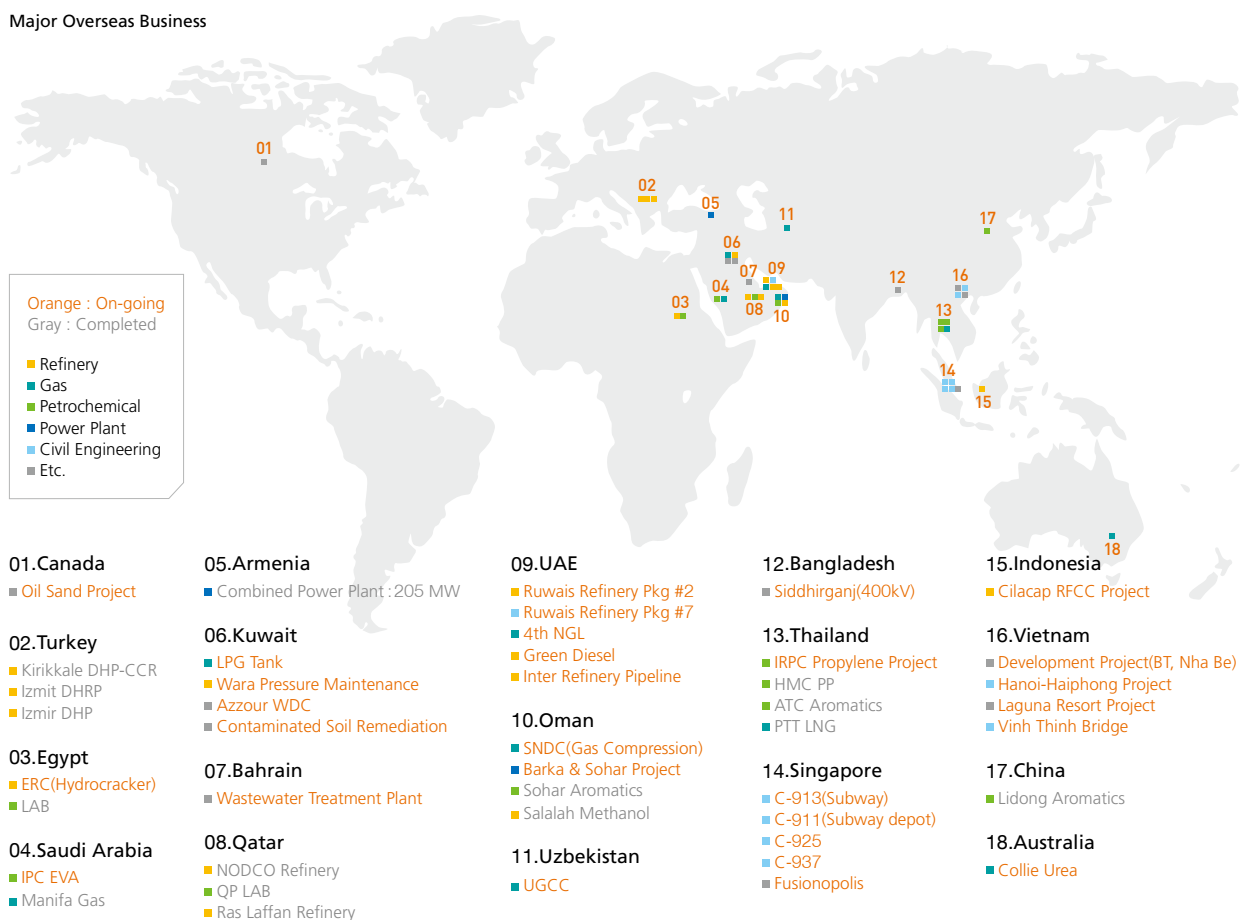 Major Overseas Business
01
02
03
04
05
06
07
08
09
10
11
12
13
14
15
16
17
18
Orange : On-going
Gray : Completed
Refinery
Gas
Petrochemical
Power Plant
Civil Engineering
Etc.
01.Canada
Oil Sand Project
02.Turkey
Kirikkale DHP-CCR
Izmit DHRP
Izmir DHP
03.Egypt
ERC(Hydrocracker)
LAB
04.Saudi Arabia
IPC EVA
Manifa Gas
05.Armenia
Combined Power Plant : 205 MW
06.Kuwait
LPG Tank
Wara Pressure Maintenance
Azzour WDC
Contaminated Soil Remediation
07.Bahrain
Wastewater Treatment Plant
08.Qatar
NODCO Refinery
QP LAB
Ras Laffan Refinery
09.UAE
Ruwais Refinery Pkg #2
Ruwais Refinery Pkg #7
4th NGL
Green Diesel
Inter Refinery Pipeline
10.Oman
SNDC(Gas Compression)
Barka & Sohar Project
Sohar Aromatics
Salalah Methanol
11.Uzbekistan
UGCC
12.Bangladesh
Siddhirganj(400kV)
13.Thailand
IRPC Propylene Project
HMC PP
ATC Aromatics
PTT LNG
14.Singapore
C-913(Subway)
C-911(Subway depot)
C-925
C-937
Fusionopolis
15.Indonesia
Cilacap RFCC Project
16.Vietnam
Development Project(BT, Nha Be)
Hanoi-Haiphong Project
Laguna Resort Project
Vinh Thinh Bridge
17.China
Lidong Aromatics
18.Australia
Collie Urea